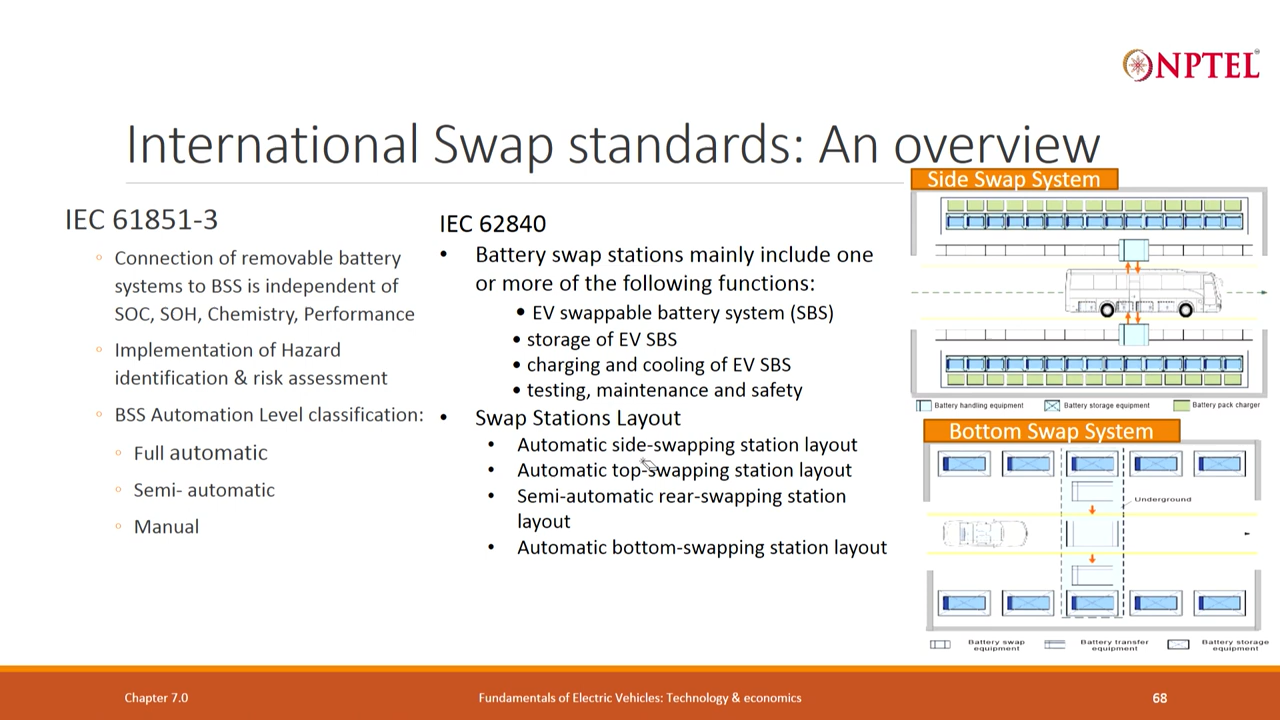 NPTEL
International Swap standards: An overview
IEC 61851-3
◦ Connection of removable battery
systems to BSS is independent of
SOC, SOH, Chemistry, Performance
◦ Implementation of Hazard
identification & risk assessment
◦ BSS Automation Level classification:
◦ Full automatic
◦ Semi- automatic
◦ Manual
IEC 62840
• Battery swap stations mainly include one
or more of the following functions:
• EV swappable battery system (SBS)
• storage of EV SBS
• charging and cooling of EV SBS
• testing, maintenance and safety
• Swap Stations Layout
• Automatic side-swapping station layout
• Automatic top-swapping station layout
• Semi-automatic rear-swapping station
layout
• Automatic bottom-swapping station layout
Side Swap System
Battery handling equipment Battery storage equipment Battery pack charger
Bottom Swap System
Underground
Battery swap
equipment
Battery transfer
equipment
Battery storage
equipment
Chapter 7.0
Fundamentals of Electric Vehicles: Technology & economics
68